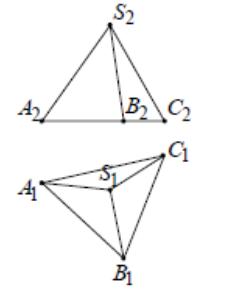 S₂
A₂ B₂ C₂
C₁
A₁ S₁
B₁